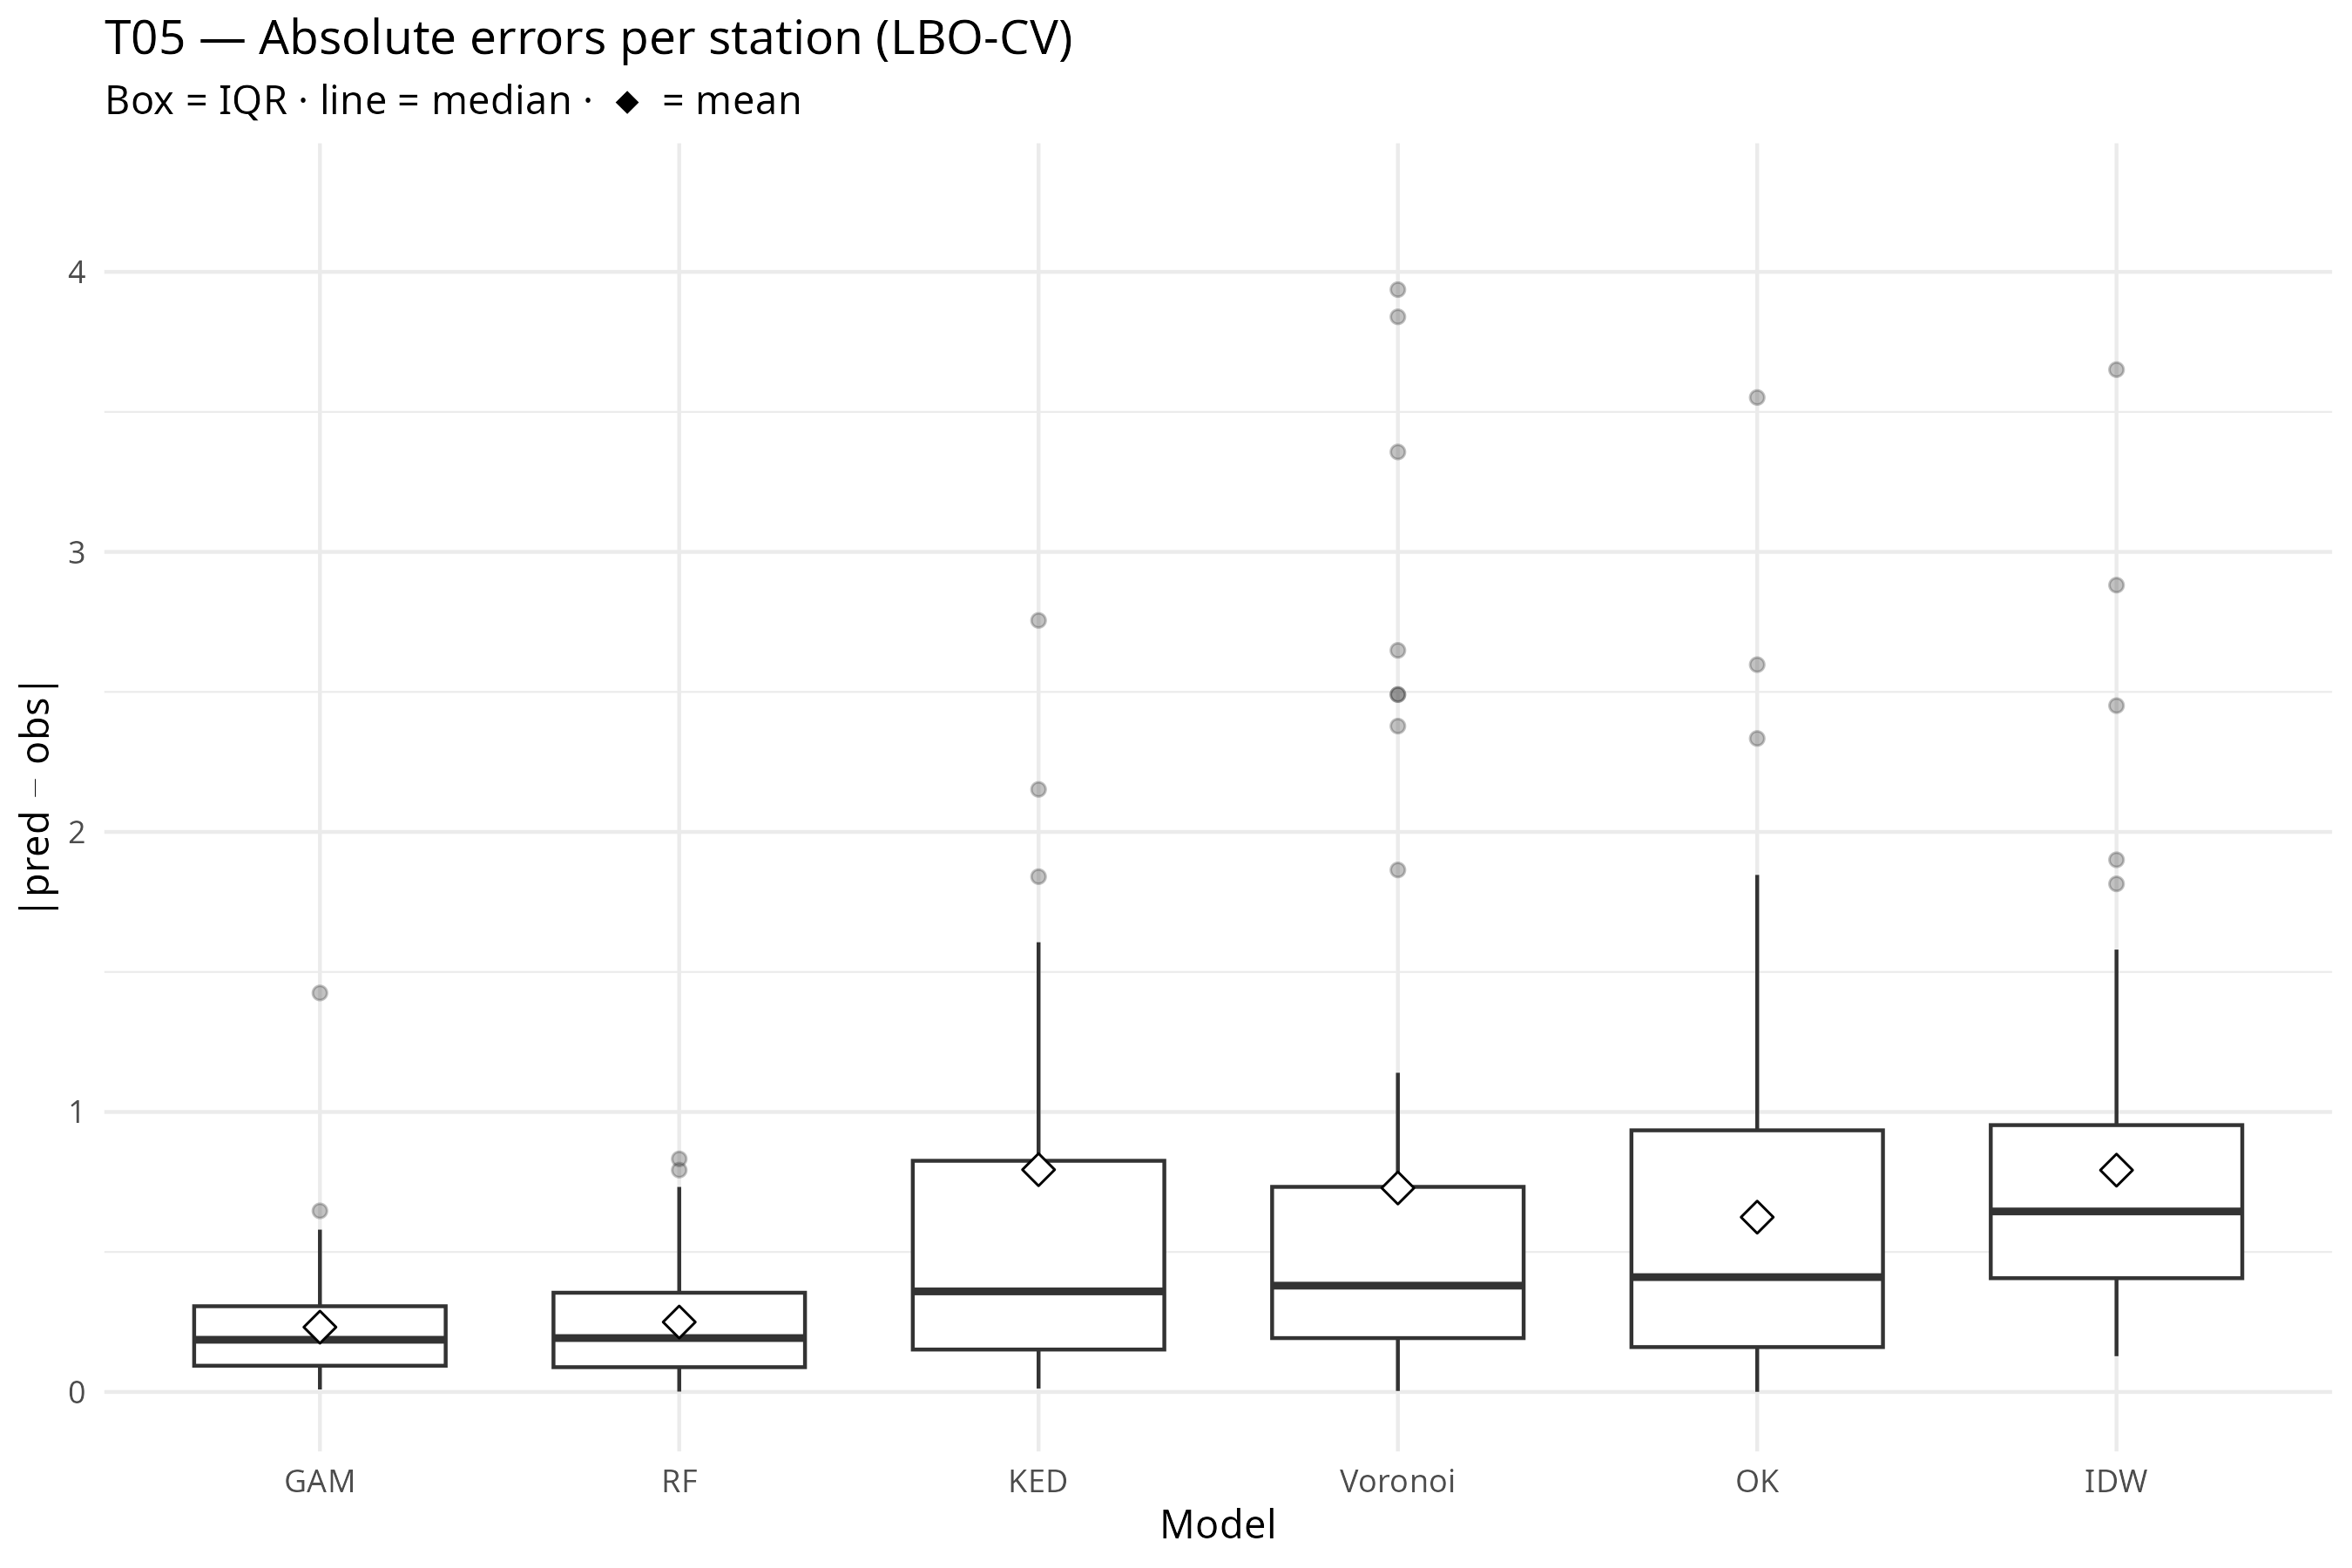 T05 — Absolute errors per station (LBO-CV)
Box = IQR · line = median · ◆ = mean
|pred − obs|
4
3
2
1
0
GAM RF KED Voronoi OK IDW
Model